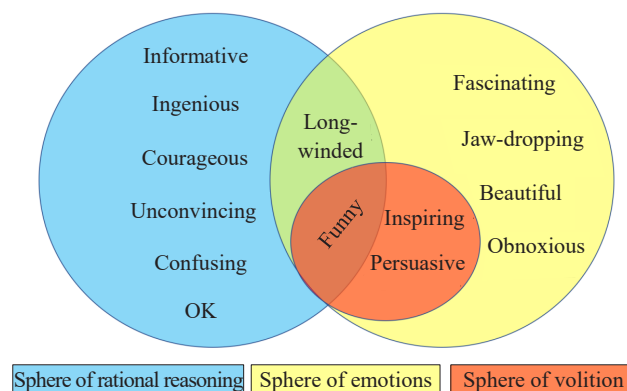 Informative
Ingenious
Courageous
Unconvincing
Confusing
OK
Long-
winded
Funny
Inspiring
Persuasive
Fascinating
Jaw-dropping
Beautiful
Obnoxious
Sphere of rational reasoning
Sphere of emotions
Sphere of volition